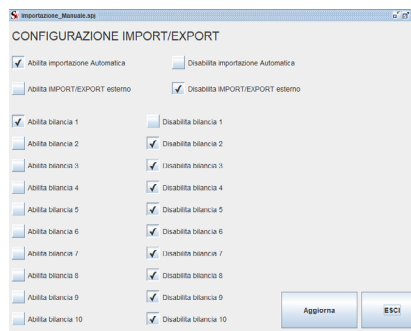 Importazione_Manuale.spj
CONFIGURAZIONE IMPORT/EXPORT
Abilita importazione Automatica Disabilita importazione Automatica
Abilita IMPORT/EXPORT esterno Disabilita IMPORT/EXPORT esterno
Abilita bilancia 1 Disabilita bilancia 1
Abilita bilancia 2 Disabilita bilancia 2
Abilita bilancia 3 Disabilita bilancia 3
Abilita bilancia 4 Disabilita bilancia 4
Abilita bilancia 5 Disabilita bilancia 5
Abilita bilancia 6 Disabilita bilancia 6
Abilita bilancia 7 Disabilita bilancia 7
Abilita bilancia 8 Disabilita bilancia 8
Abilita bilancia 9 Disabilita bilancia 9
Abilita bilancia 10 Disabilita bilancia 10
Aggiorna ESCI